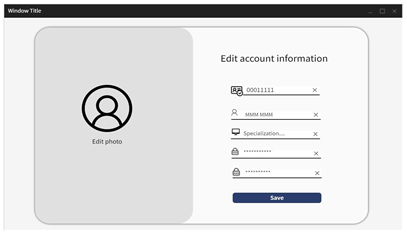 Window Title
Edit account information
00011111
MMM MMM
Edit photo
Specialization....
***********
**********
Save